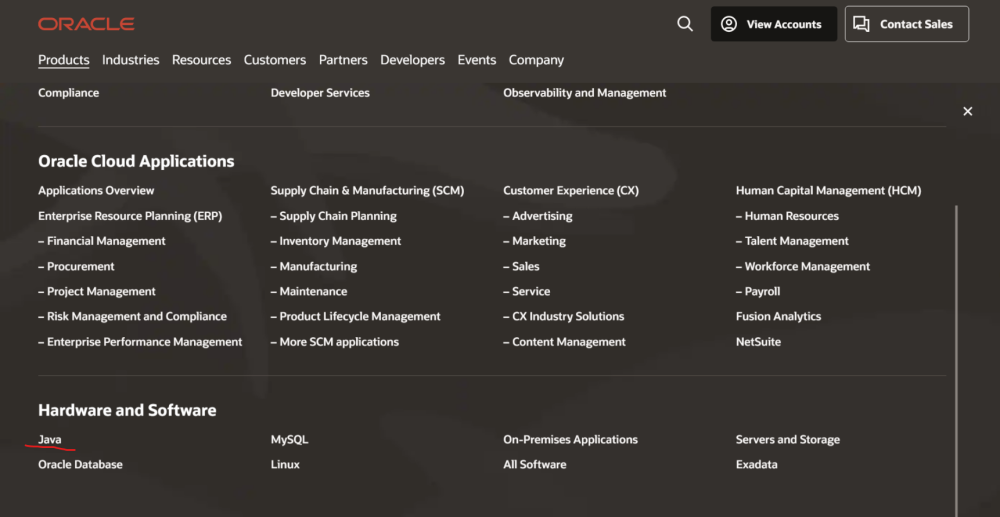 ORACLE
View Accounts
Contact Sales
Products Industries Resources Customers Partners Developers Events Company
Compliance Developer Services Observability and Management
Oracle Cloud Applications
Applications Overview Supply Chain & Manufacturing (SCM) Customer Experience (CX) Human Capital Management (HCM)
Enterprise Resource Planning (ERP) – Supply Chain Planning – Advertising – Human Resources
– Financial Management – Inventory Management – Marketing – Talent Management
– Procurement – Manufacturing – Sales – Workforce Management
– Project Management – Maintenance – Service – Payroll
– Risk Management and Compliance – Product Lifecycle Management – CX Industry Solutions Fusion Analytics
– Enterprise Performance Management – More SCM applications – Content Management NetSuite
Hardware and Software
Java MySQL On-Premises Applications Servers and Storage
Oracle Database Linux All Software Exadata